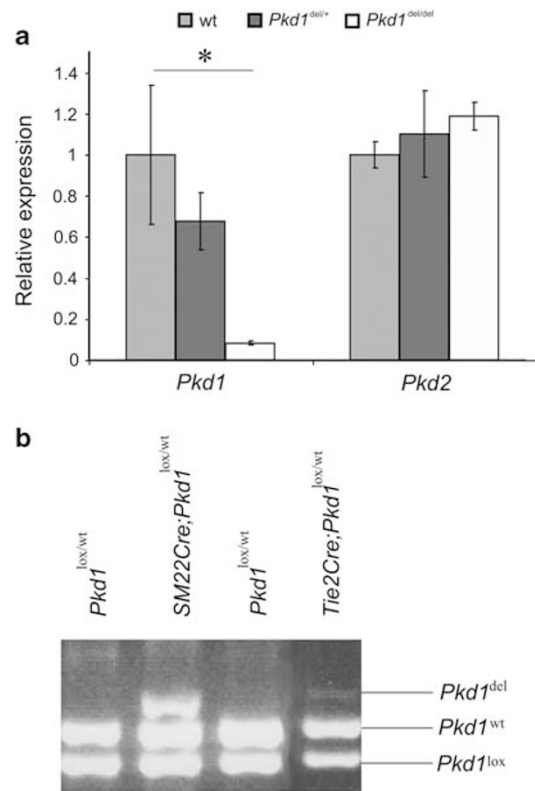 a
wt Pkd1del/+ Pkd1del/del
*
1.4
1.2
1
0.8
0.6
0.4
0.2
0
Relative expression
Pkd1 Pkd2
b
Pkd1lox/wt
SM22Cre;Pkd1lox/wt
Pkd1lox/wt
Tie2Cre;Pkd1lox/wt
Pkd1del
Pkd1wt
Pkd1lox